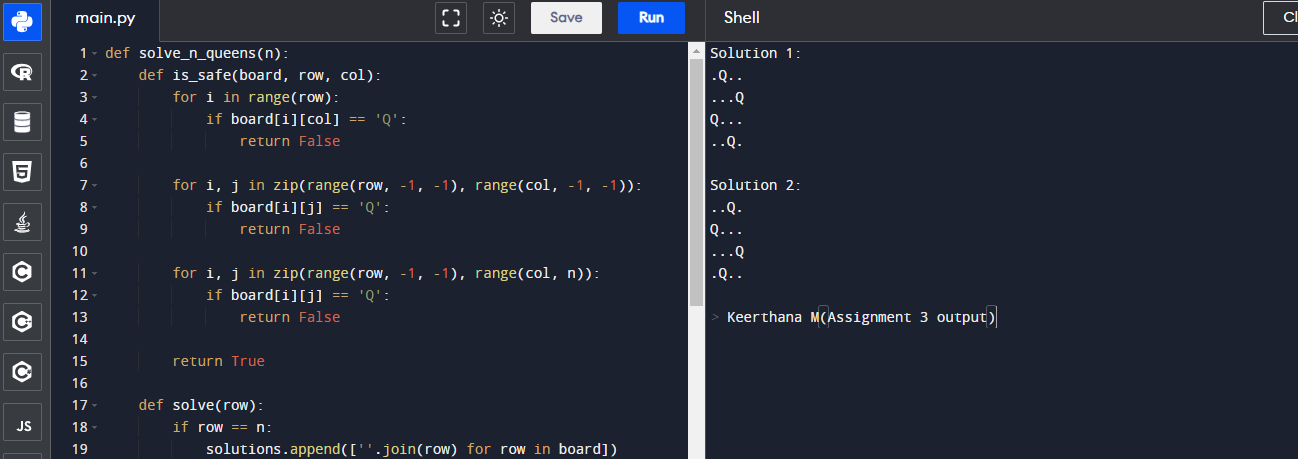 main.py
Save
Run
Shell
Cl
1 def solve_n_queens(n):
2     def is_safe(board, row, col):
3         for i in range(row):
4             if board[i][col] == 'Q':
5                 return False
6
7         for i, j in zip(range(row, -1, -1), range(col, -1, -1)):
8             if board[i][j] == 'Q':
9                 return False
10
11         for i, j in zip(range(row, -1, -1), range(col, n)):
12             if board[i][j] == 'Q':
13                 return False
14
15         return True
16
17     def solve(row):
18         if row == n:
19             solutions.append([''.join(row) for row in board])
Solution 1:
.Q..
...Q
Q...
..Q.
Solution 2:
..Q.
Q...
...Q
.Q..
> Keerthana M(Assignment 3 output)
R
5
C
C
C
JS